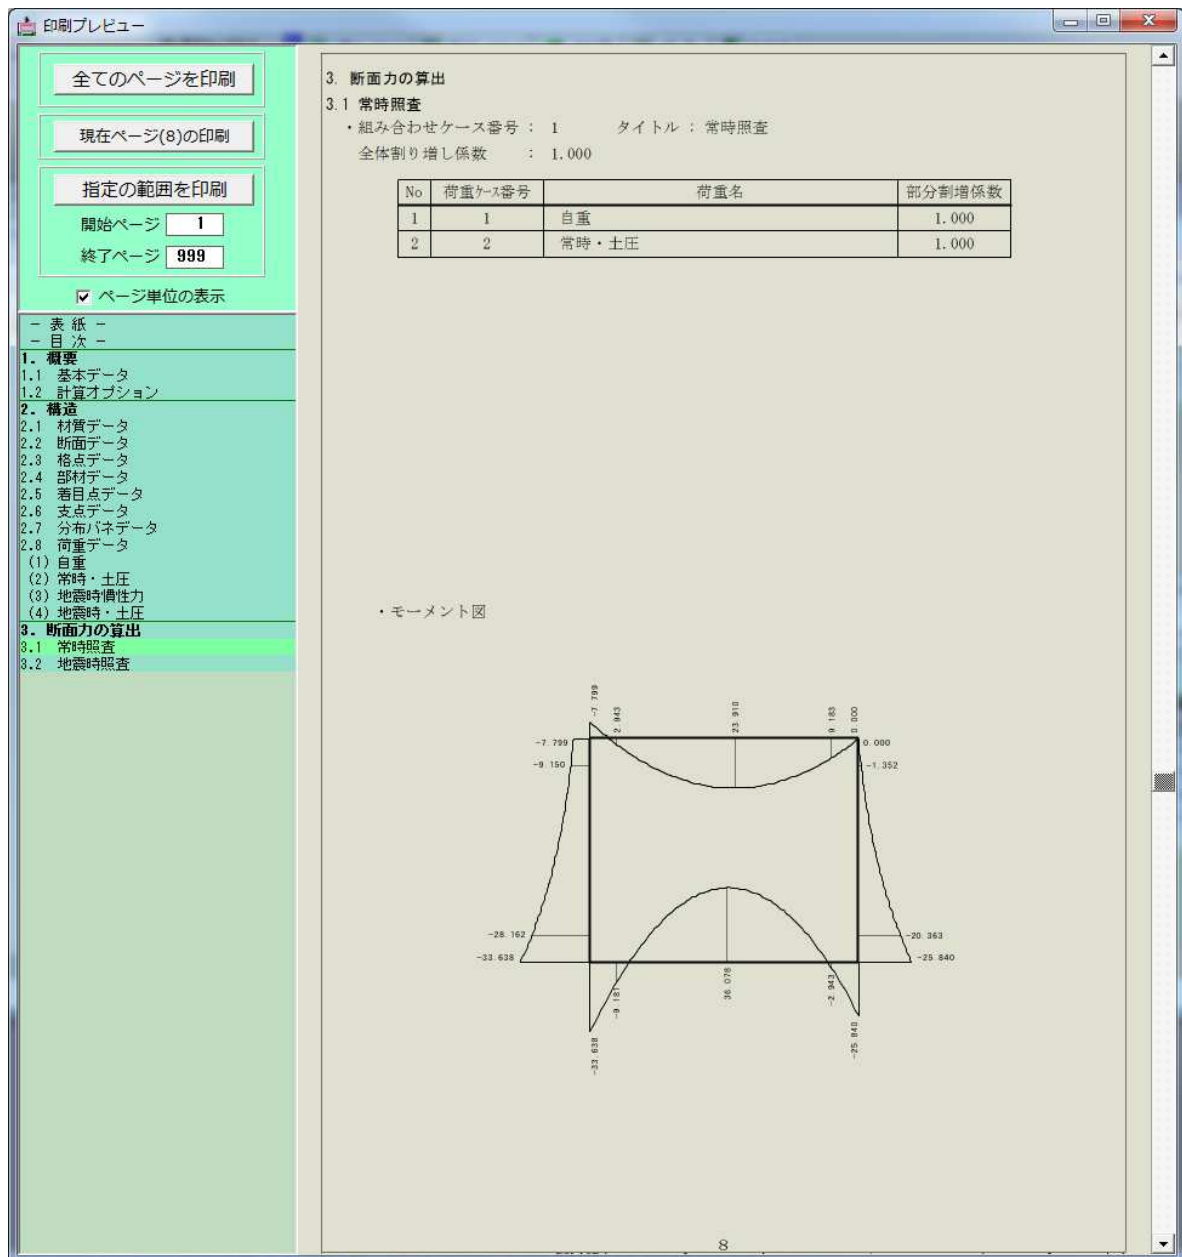 印刷プレビュー
全てのページを印刷
現在ページ(8)の印刷
指定の範囲を印刷
開始ページ 1
終了ページ 999
ページ単位の表示
- 表 紙 -
- 目 次 -
1. 概要
1.1 基本データ
1.2 計算オプション
2. 構造
2.1 材質データ
2.2 断面データ
2.3 格点データ
2.4 部材データ
2.5 着目点データ
2.6 支点データ
2.7 分布バネデータ
2.8 荷重データ
(1) 自重
(2) 常時・土圧
(3) 地震時慣性力
(4) 地震時・土圧
3. 断面力の算出
3.1 常時照査
3.2 地震時照査
3. 断面力の算出
3.1 常時照査
・組み合わせケース番号 : 1 タイトル : 常時照査
全体割り増し係数 : 1.000
No 荷重ｹｰｽ番号 荷重名 部分割増係数
1 1 自重 1.000
2 2 常時・土圧 1.000
・モーメント図
-7.799
2.943
23.910
9.183
0.000
-7.799
0.000
-9.150
-1.352
-28.162
-20.363
-33.638
-25.840
-9.181
36.078
-2.943
-33.638
-25.840
8